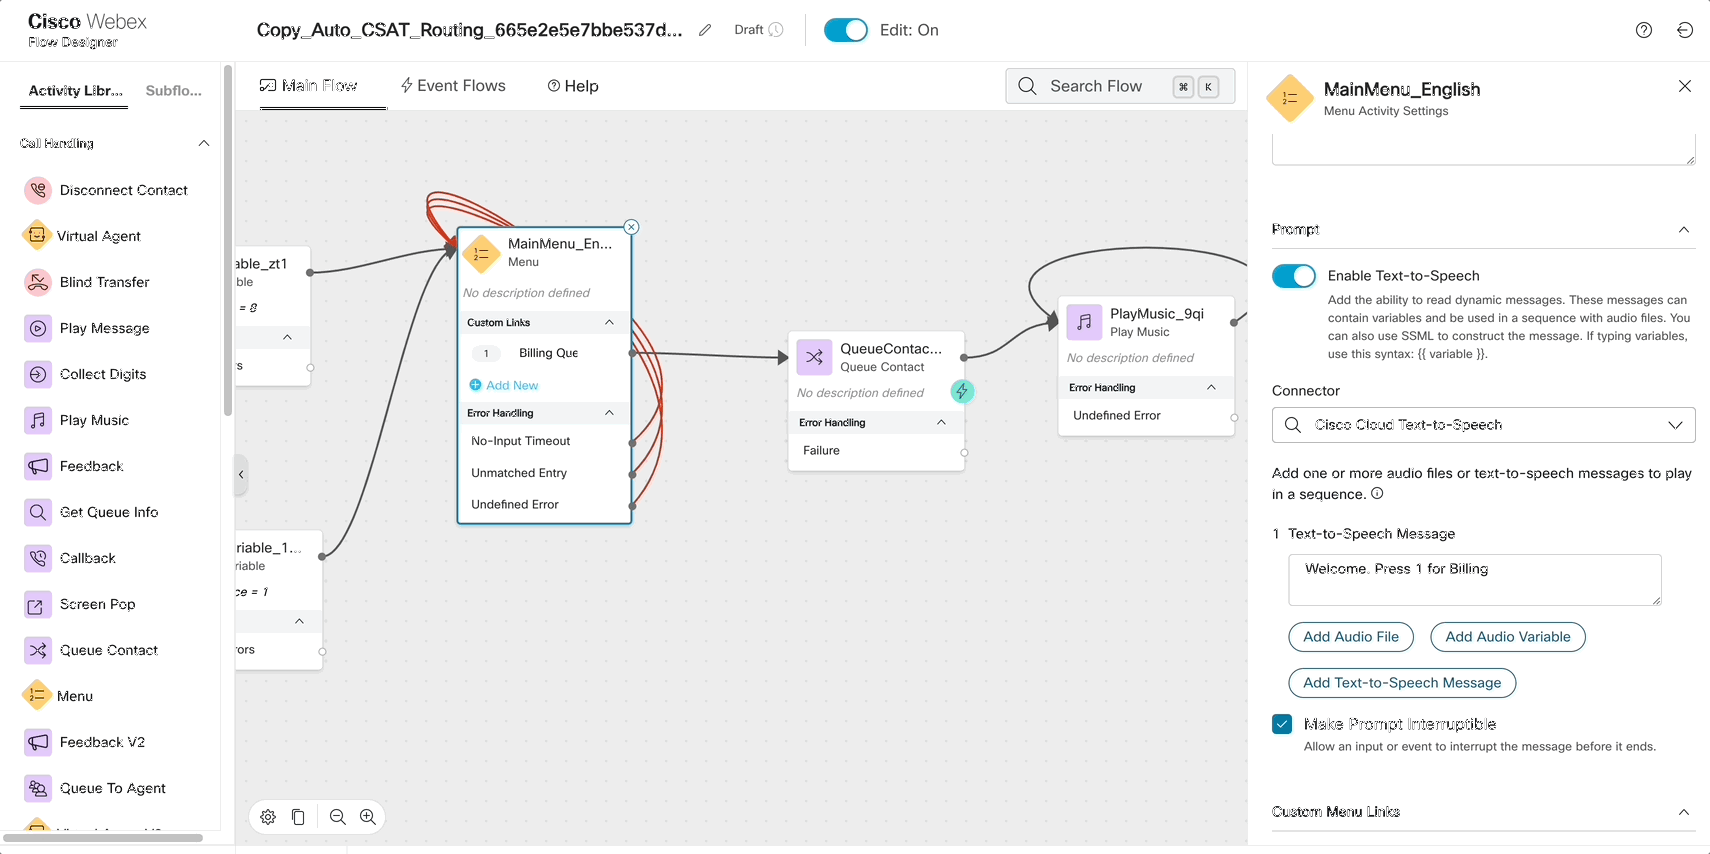 Cisco Webex
Flow Designer
Copy_Auto_CSAT_Routing_665e2e5e7bbe537d...
Draft
Edit: On
Activity Libr...
Subflo...
Main Flow
Event Flows
Help
Search Flow
⌘
K
Call Handling
Disconnect Contact
Virtual Agent
Blind Transfer
Play Message
Collect Digits
Play Music
Feedback
Get Queue Info
Callback
Screen Pop
Queue Contact
Menu
Feedback V2
Queue To Agent
able_zt1
ble
= 8
rs
riable_1...
riable
ce = 1
ors
MainMenu_En...
Menu
No description defined
Custom Links
1
Billing Que
Add New
Error Handling
No-Input Timeout
Unmatched Entry
Undefined Error
QueueContac...
Queue Contact
No description defined
Error Handling
Failure
PlayMusic_9qi
Play Music
No description defined
Error Handling
Undefined Error
MainMenu_English
Menu Activity Settings
Prompt
Enable Text-to-Speech
Add the ability to read dynamic messages. These messages can
contain variables and be used in a sequence with audio files. You
can also use SSML to construct the message. If typing variables,
use this syntax: {{ variable }}.
Connector
Cisco Cloud Text-to-Speech
Add one or more audio files or text-to-speech messages to play
in a sequence.
1 Text-to-Speech Message
Welcome. Press 1 for Billing
Add Audio File
Add Audio Variable
Add Text-to-Speech Message
Make Prompt Interruptible
Allow an input or event to interrupt the message before it ends.
Custom Menu Links